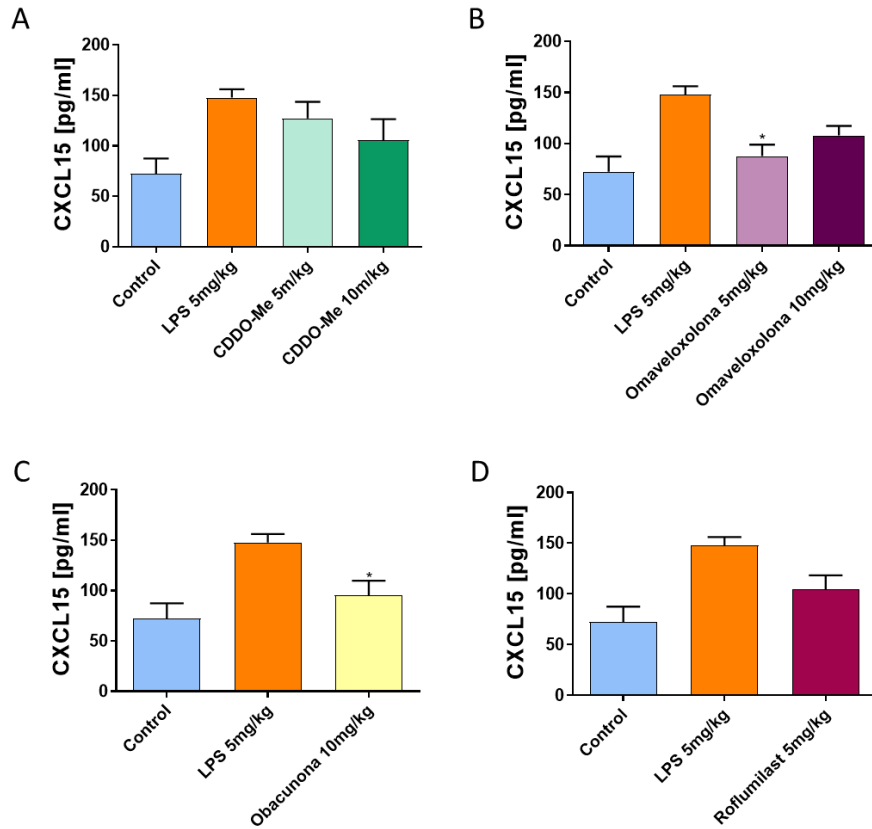 A
CXCL15 [pg/ml]
200
150
100
50
0
Control
LPS 5mg/kg
CDDO-Me 5m/kg
CDDO-Me 10m/kg
B
CXCL15 [pg/ml]
200
150
100
50
0
*
Control
LPS 5mg/kg
Omaveloxolona 5mg/kg
Omaveloxolona 10mg/kg
C
CXCL15 [pg/ml]
200
150
100
50
0
*
Control
LPS 5mg/kg
Obacunona 10mg/kg
D
CXCL15 [pg/ml]
200
150
100
50
0
Control
LPS 5mg/kg
Roflumilast 5mg/kg